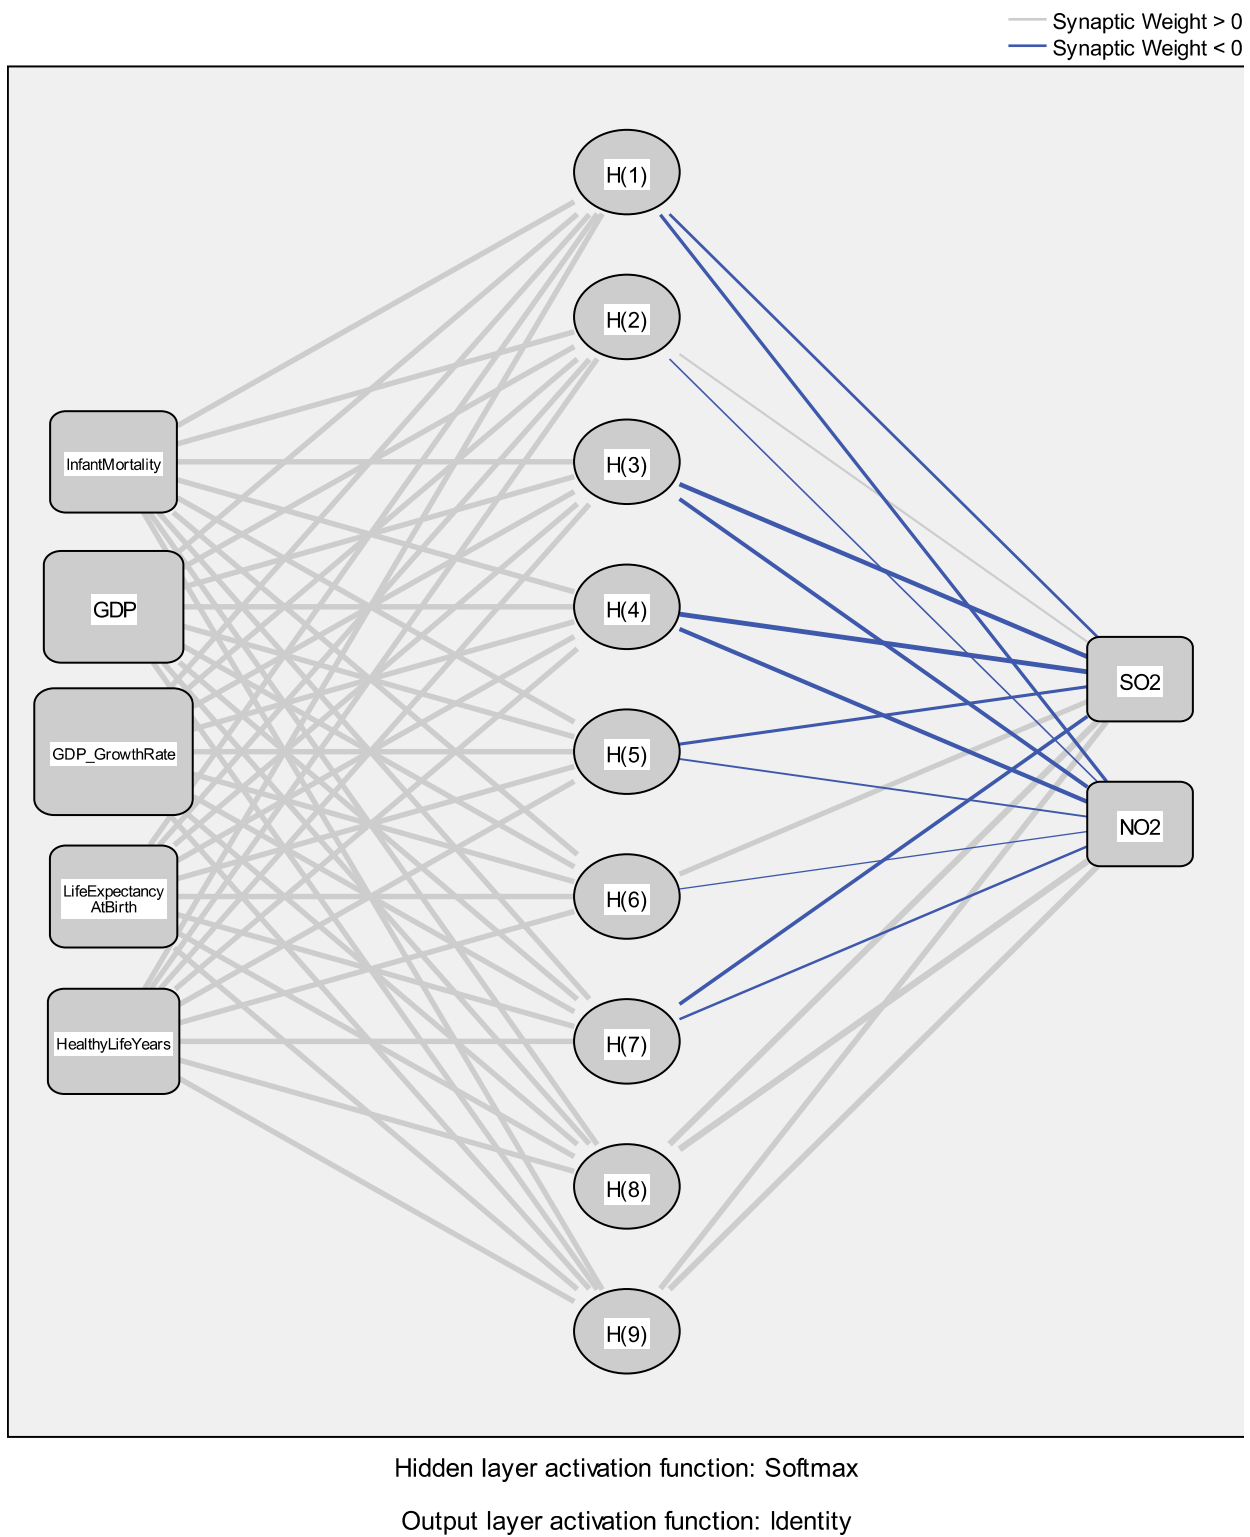 Synaptic Weight > 0
Synaptic Weight < 0
H(1)
H(2)
H(3)
H(4)
H(5)
H(6)
H(7)
H(8)
H(9)
InfantMortality
GDP
GDP_GrowthRate
LifeExpectancy
AtBirth
HealthyLifeYears
SO2
NO2
Hidden layer activation function: Softmax
Output layer activation function: Identity